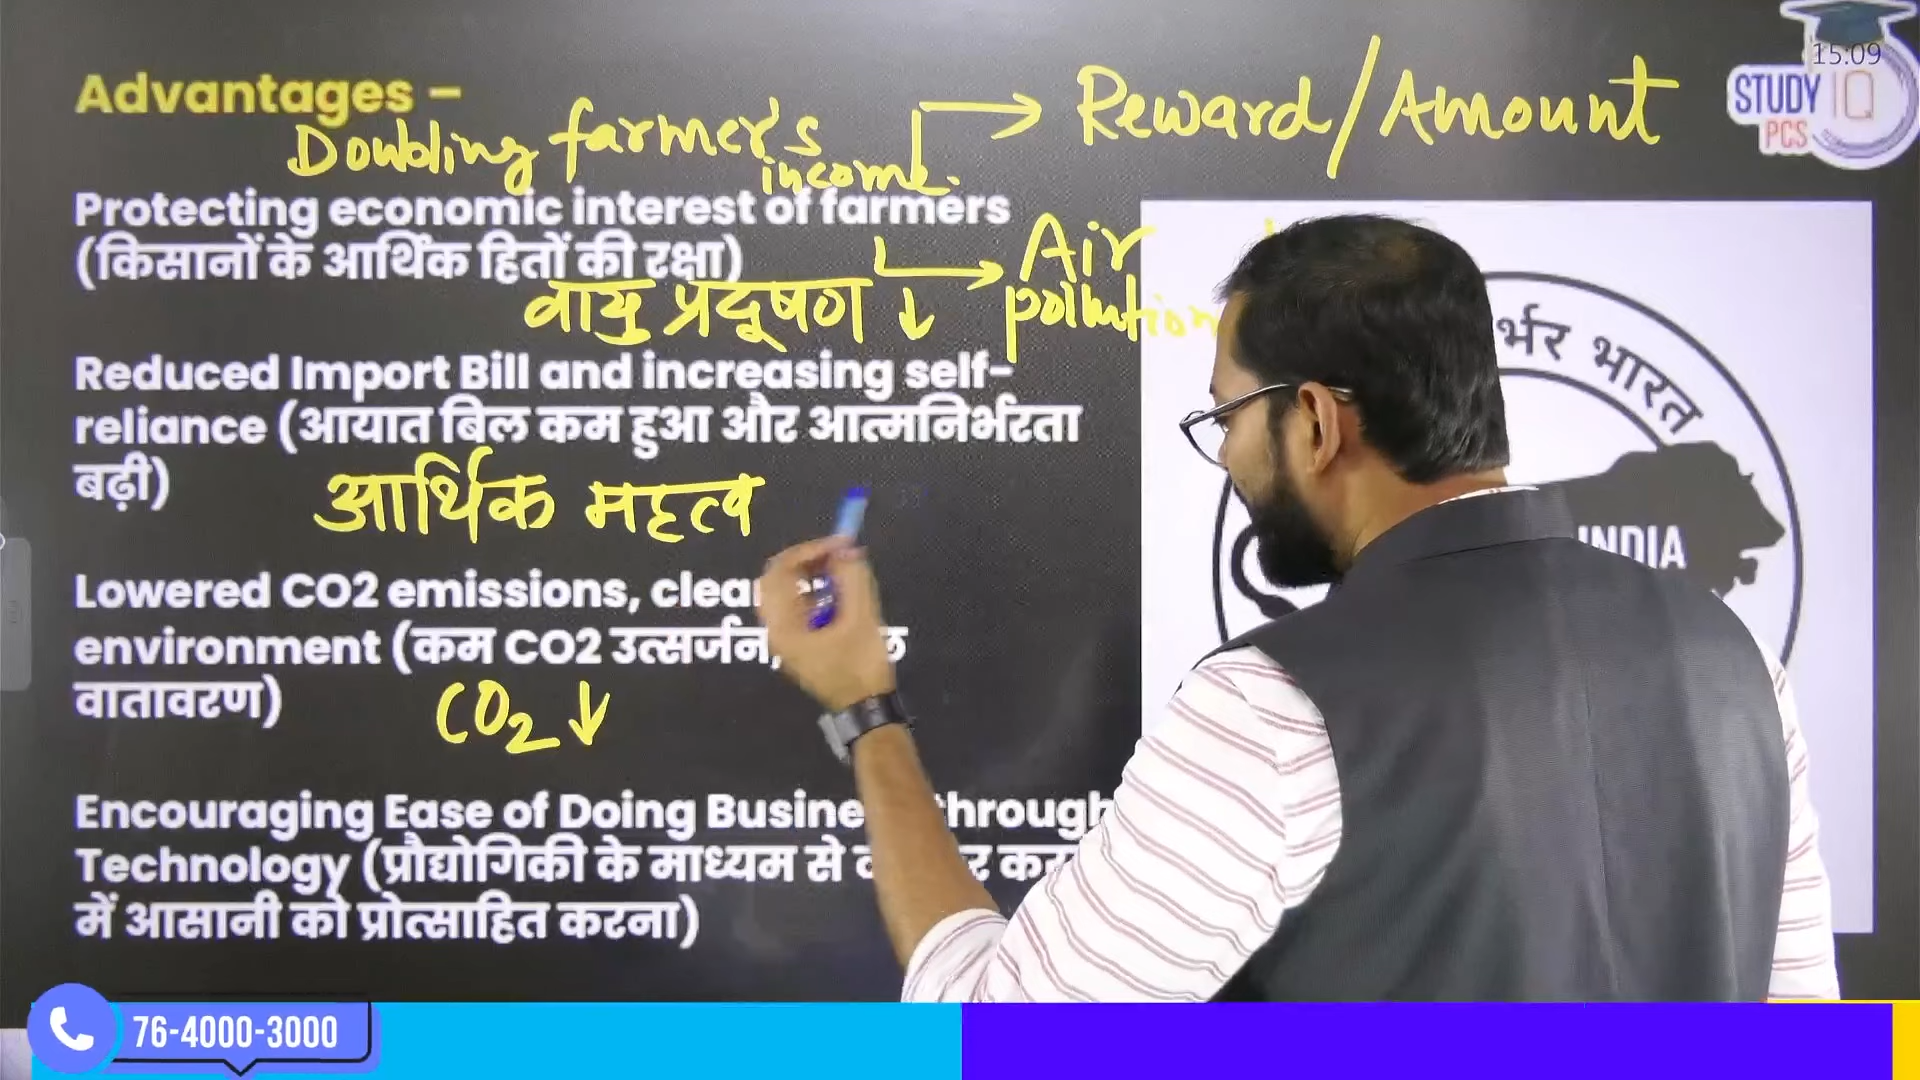 15:09
STUDY IQ
PCS
Advantages –
Doubling farmer's
income.
→ Reward/Amount
Protecting economic interest of farmers
(किसानों के आर्थिक हितों की रक्षा)
→ Air
वायु प्रदूषण ↓ pollution
Reduced Import Bill and increasing self-
reliance (आयात बिल कम हुआ और आत्मनिर्भरता
बढ़ी)
आर्थिक महत्व
Lowered CO2 emissions,
environment (कम CO2 उत्सर्जन,
वातावरण)
CO2 ↓
Encouraging Ease of Doing through
Technology (प्रौद्योगिकी के माध्यम से
में आसानी को प्रोत्साहित करना)
भारत
INDIA
76-4000-3000